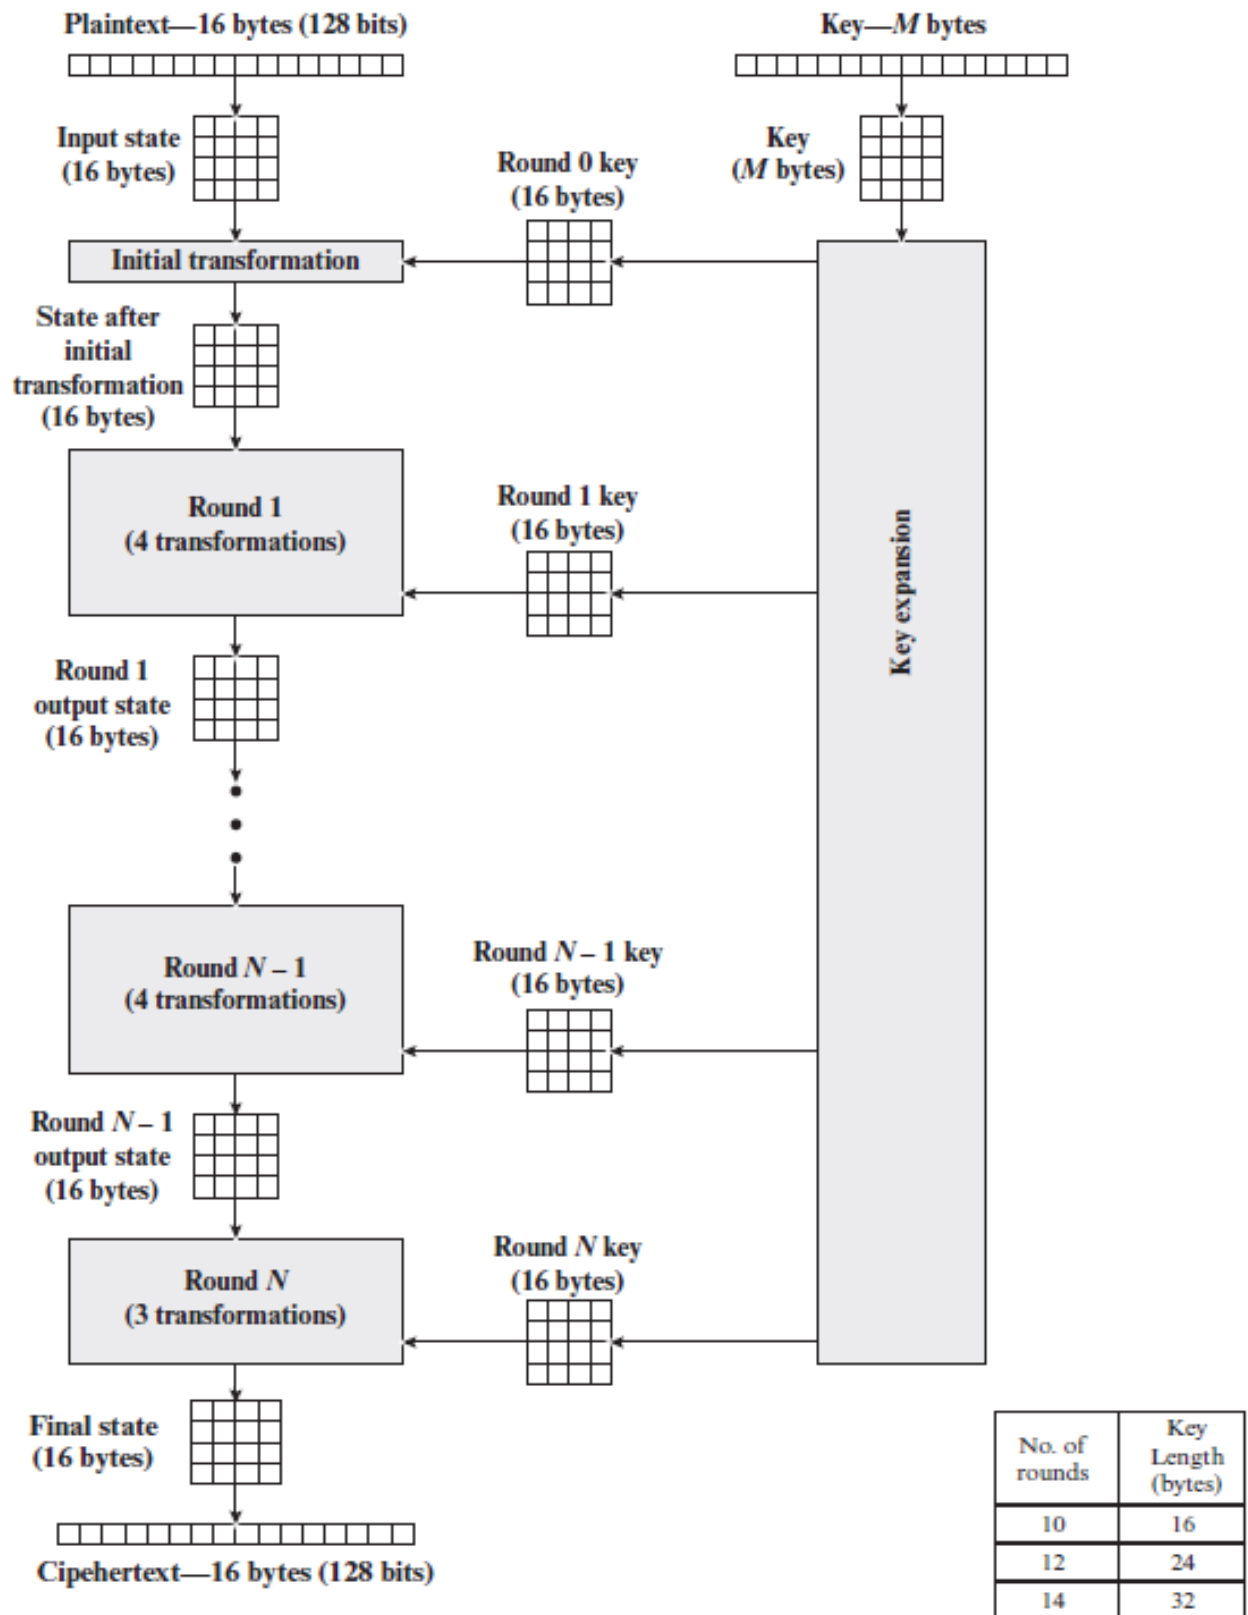 Plaintext—16 bytes (128 bits)
Key—M bytes
Input state
(16 bytes)
Key
(M bytes)
Round 0 key
(16 bytes)
Initial transformation
State after
initial
transformation
(16 bytes)
Round 1
(4 transformations)
Round 1 key
(16 bytes)
Key expansion
Round 1
output state
(16 bytes)
Round N – 1
(4 transformations)
Round N – 1 key
(16 bytes)
Round N – 1
output state
(16 bytes)
Round N
(3 transformations)
Round N key
(16 bytes)
Final state
(16 bytes)
Cipehertext—16 bytes (128 bits)
No. of
rounds
Key
Length
(bytes)
10 16
12 24
14 32